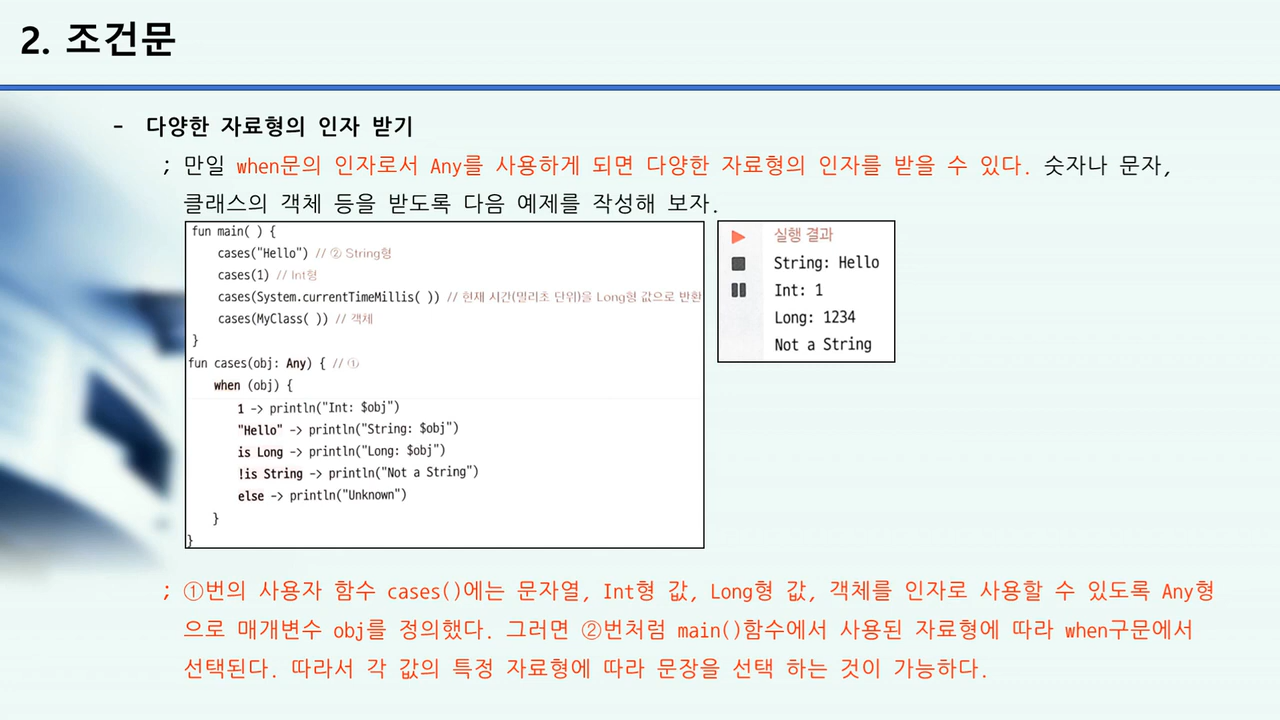 2. 조건문
- 다양한 자료형의 인자 받기
; 만일 when문의 인자로서 Any를 사용하게 되면 다양한 자료형의 인자를 받을 수 있다. 숫자나 문자,
클래스의 객체 등을 받도록 다음 예제를 작성해 보자.
fun main( ) {
cases("Hello") // ② String형
cases(1) // Int형
cases(System.currentTimeMillis( )) // 현재 시간(밀리초 단위)을 Long형 값으로 반환
cases(MyClass( )) // 객체
}
fun cases(obj: Any) { // ①
when (obj) {
1 -> println("Int: $obj")
"Hello" -> println("String: $obj")
is Long -> println("Long: $obj")
!is String -> println("Not a String")
else -> println("Unknown")
}
}
실행 결과
String: Hello
Int: 1
Long: 1234
Not a String
; ①번의 사용자 함수 cases()에는 문자열, Int형 값, Long형 값, 객체를 인자로 사용할 수 있도록 Any형
으로 매개변수 obj를 정의했다. 그러면 ②번처럼 main()함수에서 사용된 자료형에 따라 when구문에서
선택된다. 따라서 각 값의 특정 자료형에 따라 문장을 선택 하는 것이 가능하다.